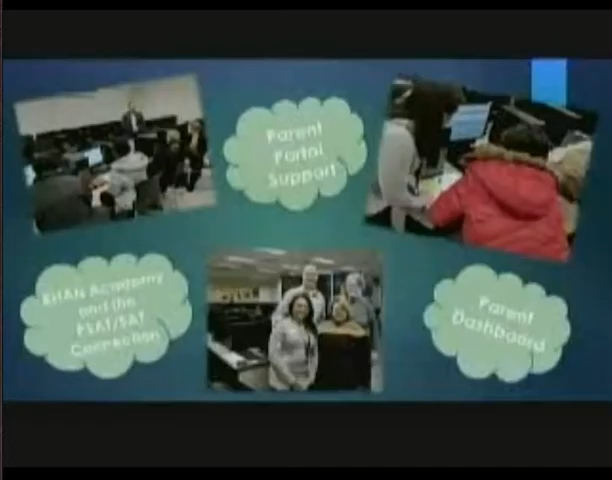 Parent
Portal
Support
KHAN Academy
and the
PSAT/SAT
Connection
Parent
Dashboard